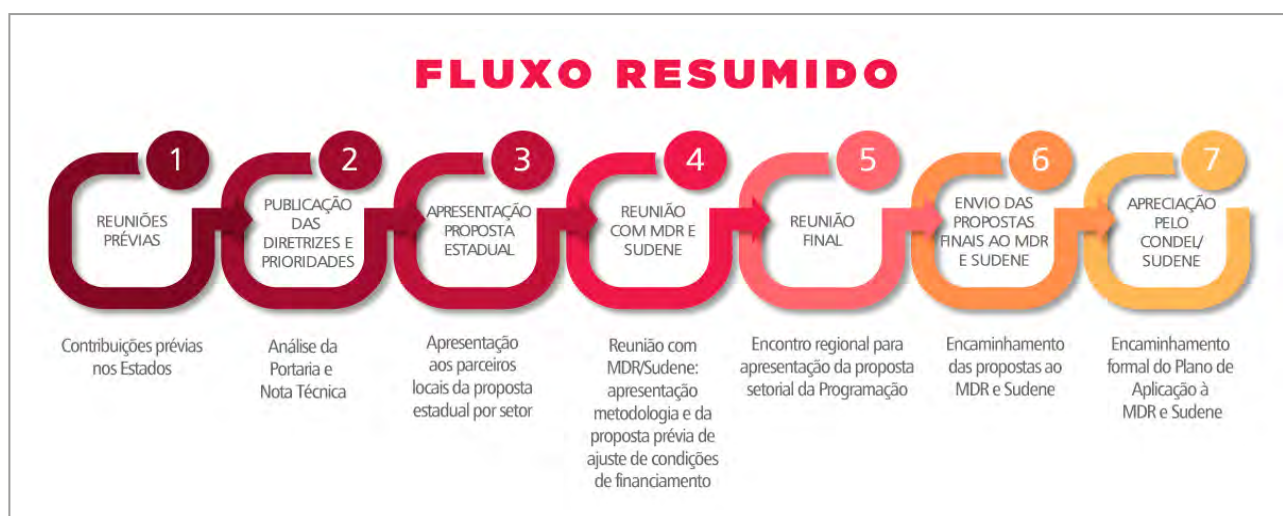 FLUXO RESUMIDO
1
REUNIÕES
PRÉVIAS
Contribuições prévias
nos Estados
2
PUBLICAÇÃO
DAS
DIRETRIZES E
PRIORIDADES
Análise da
Portaria e
Nota Técnica
3
APRESENTAÇÃO
PROPOSTA
ESTADUAL
Apresentação
aos parceiros
locais da proposta
estadual por setor
4
REUNIÃO
COM MDR E
SUDENE
Reunião com
MDR/Sudene:
apresentação
metodologia e da
proposta prévia de
ajuste de condições
de financiamento
5
REUNIÃO
FINAL
Encontro regional para
apresentação da proposta
setorial da Programação
6
ENVIO DAS
PROPOSTAS
FINAIS AO MDR
E SUDENE
Encaminhamento
das propostas ao
MDR e Sudene
7
APRECIAÇÃO
PELO
CONDEL/
SUDENE
Encaminhamento
formal do Plano de
Aplicação à
MDR e Sudene